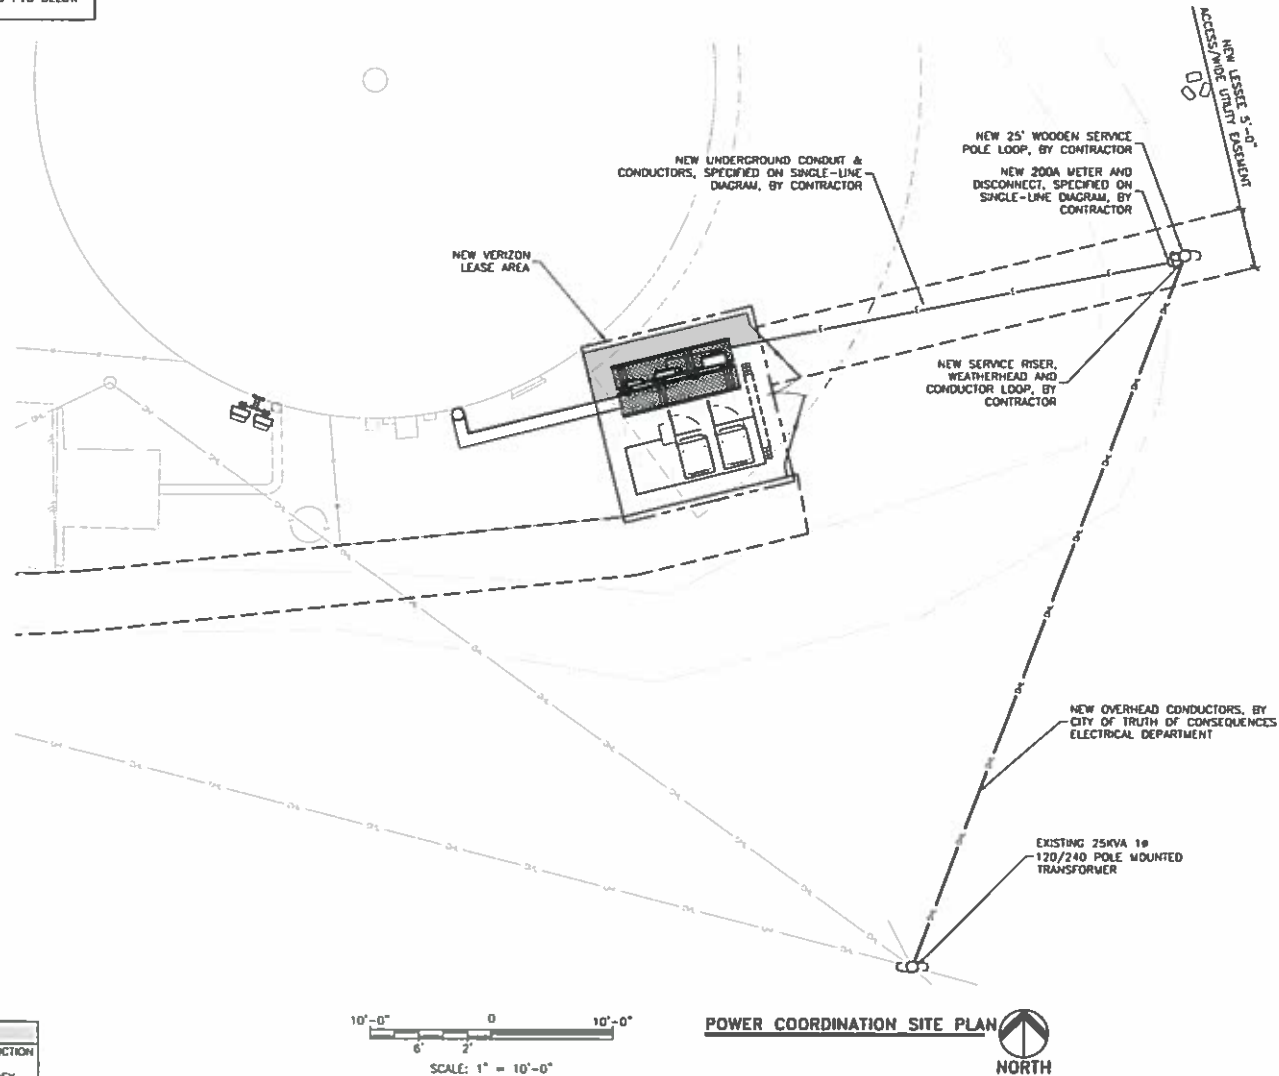 BELOW
NEW LESSEE 5'-0"
ACCESS/WIDE UTILITY EASEMENT
NEW 25' WOODEN SERVICE
POLE LOOP, BY CONTRACTOR
NEW UNDERGROUND CONDUIT &
CONDUCTORS, SPECIFIED ON SINGLE-LINE
DIAGRAM, BY CONTRACTOR
NEW 200A METER AND
DISCONNECT, SPECIFIED ON
SINGLE-LINE DIAGRAM, BY
CONTRACTOR
NEW VERIZON
LEASE AREA
NEW SERVICE RISER,
WEATHERHEAD AND
CONDUCTOR LOOP, BY
CONTRACTOR
NEW OVERHEAD CONDUCTORS, BY
CITY OF TRUTH OF CONSEQUENCES
ELECTRICAL DEPARTMENT
EXISTING 25KVA 1ø
120/240 POLE MOUNTED
TRANSFORMER
10'-0" 0 10'-0"
6' 2'
SCALE: 1" = 10'-0"
POWER COORDINATION SITE PLAN
NORTH